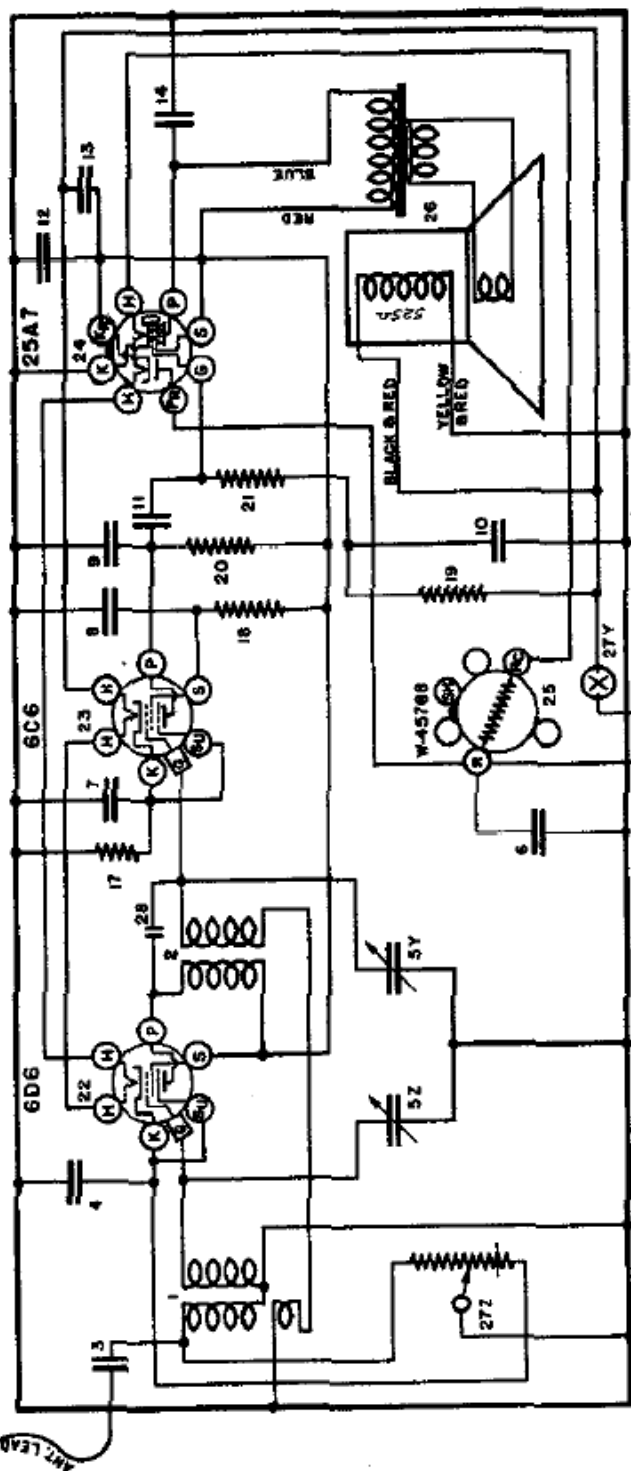 ANT. LEAD
3
1
27Z
4
6D6
22
H
H
K
P
G
SU
S
28
2
5Z
5Y
17
7
6C6
23
H
H
K
P
G
SU
S
8
18
9
20
11
21
25A7
24
H
K
H
P
G
S
12
13
14
RED
BLUE
26
525Ω
BLACK & RED
YELLOW
& RED
19
10
W-45788
R
25
6
27Y